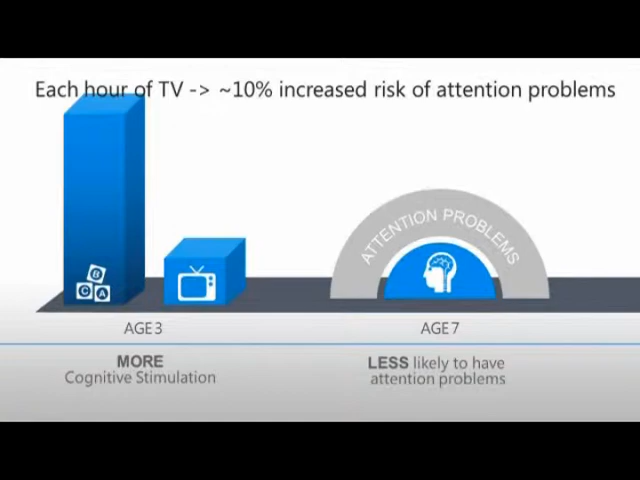 Each hour of TV -> ~10% increased risk of attention problems
ATTENTION PROBLEMS
B
C A
AGE 3
AGE 7
MORE
Cognitive Stimulation
LESS likely to have
attention problems